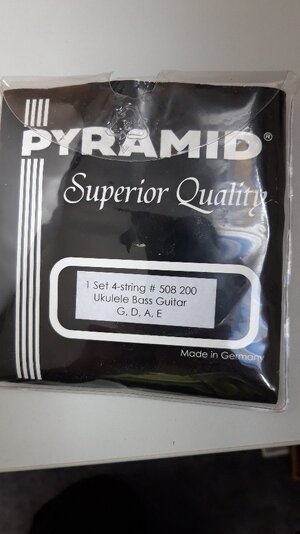 PYRAMID®
Superior Quality
1 Set 4-string # 508 200
Ukulele Bass Guitar
G, D, A, E
Made in Germany